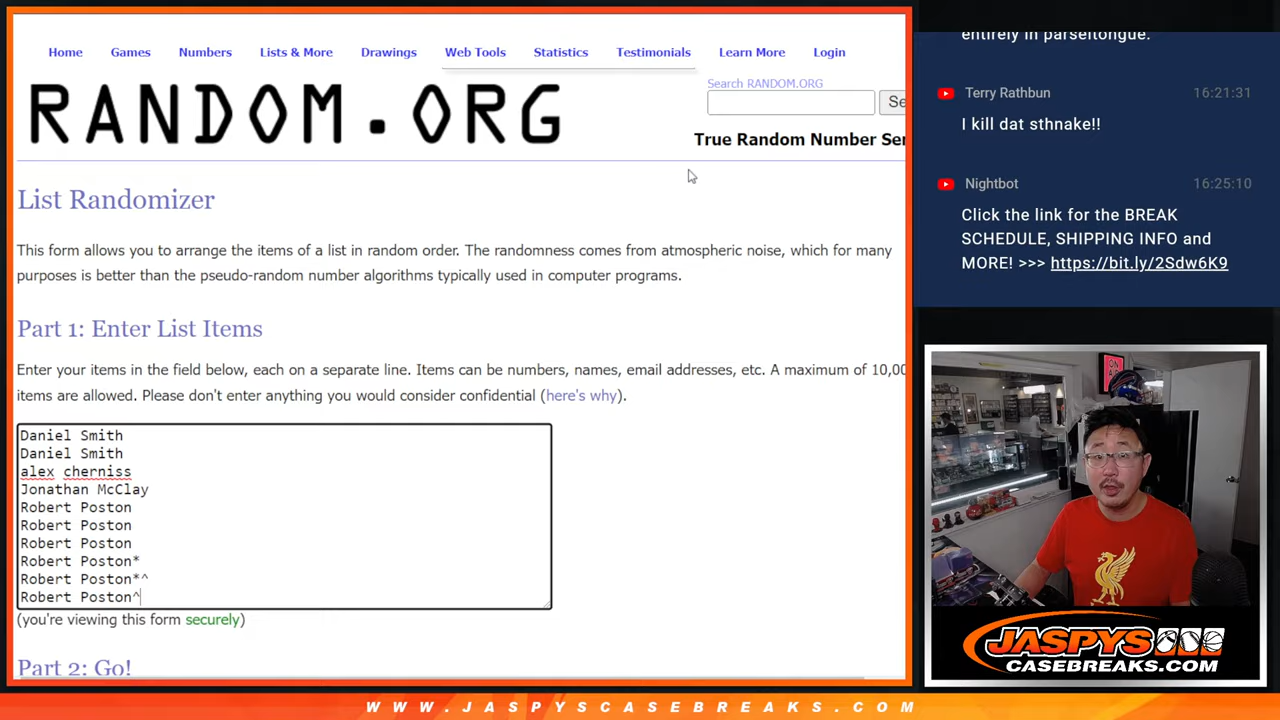 Home Games Numbers Lists & More Drawings Web Tools Statistics Testimonials Learn More Login
RANDOM.ORG
Search RANDOM.ORG
Se
True Random Number Ser
List Randomizer
This form allows you to arrange the items of a list in random order. The randomness comes from atmospheric noise, which for many
purposes is better than the pseudo-random number algorithms typically used in computer programs.
Part 1: Enter List Items
Enter your items in the field below, each on a separate line. Items can be numbers, names, email addresses, etc. A maximum of 10,00
items are allowed. Please don't enter anything you would consider confidential (here's why).
Daniel Smith
Daniel Smith
alex cherniss
Jonathan McClay
Robert Poston
Robert Poston
Robert Poston
Robert Poston*
Robert Poston*^
Robert Poston^
(you're viewing this form securely)
Part 2: Go!
entirely in parseltongue.
Terry Rathbun 16:21:31
I kill dat sthnake!!
Nightbot 16:25:10
Click the link for the BREAK
SCHEDULE, SHIPPING INFO and
MORE! >>> https://bit.ly/2Sdw6K9
JASPYS
CASEBREAKS.COM
WWW.JASPYSCASEBREAKS.COM